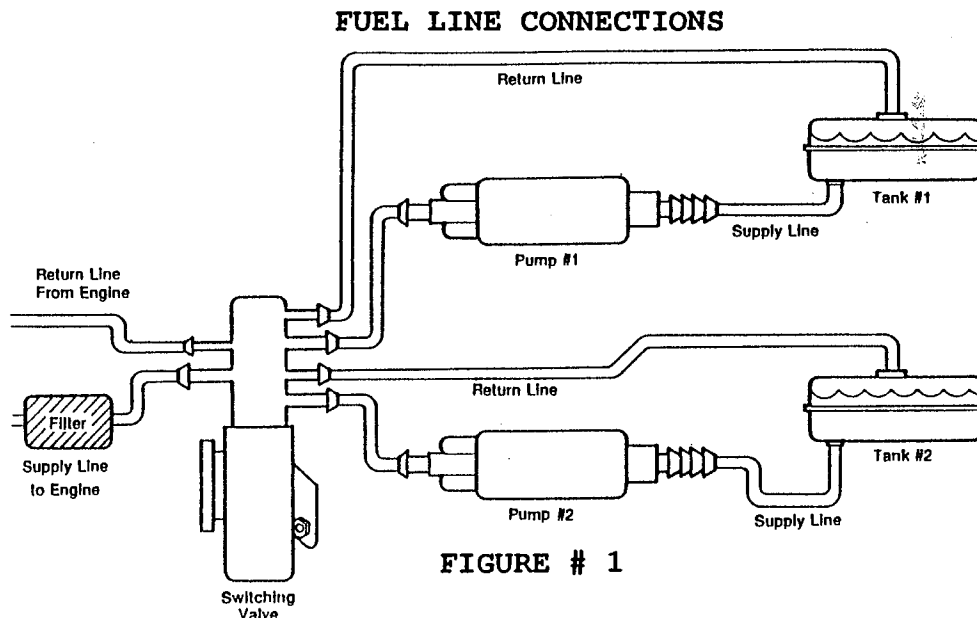 FUEL LINE CONNECTIONS
Return Line
Tank #1
Supply Line
Pump #1
Return Line
From Engine
Return Line
Filter
Supply Line
to Engine
Tank #2
Pump #2
Supply Line
FIGURE # 1
Switching
Valve